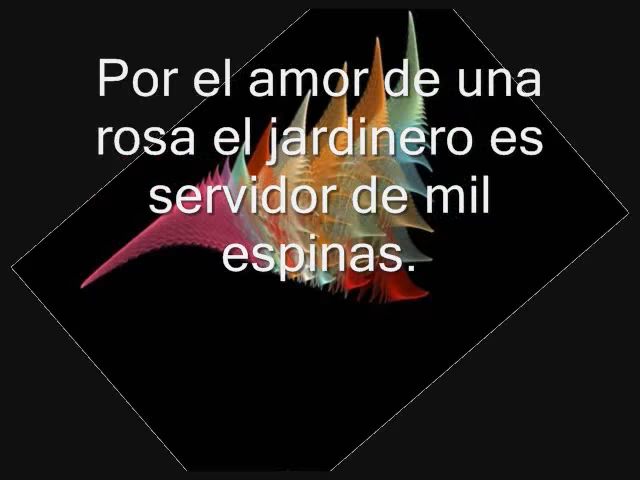 Por el amor de una
rosa el jardinero es
servidor de mil
espinas.